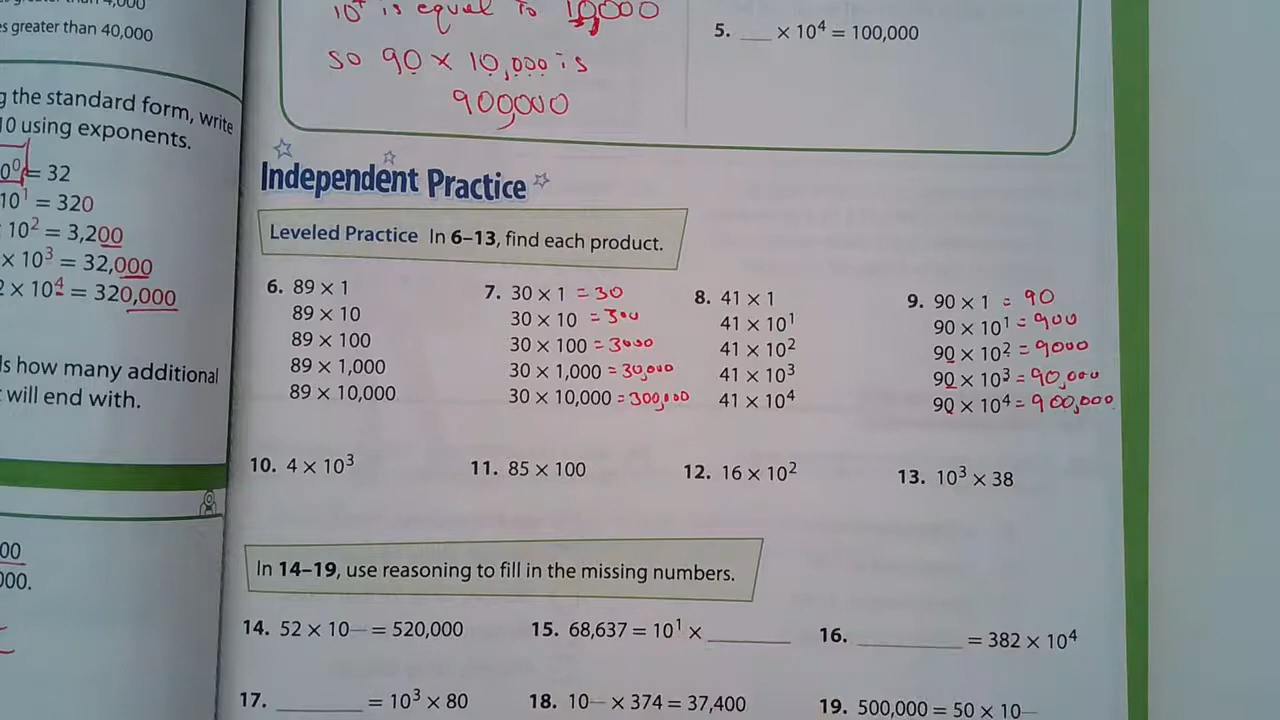 4,000
es greater than 40,000
g the standard form, write
10 using exponents.
0⁰ = 32
10¹ = 320
10² = 3,200
× 10³ = 32,000
2 × 10⁴ = 320,000
ls how many additional
will end with.
00
000.
10⁴ is equal to 10,000
so 90 × 10,000 is
900,000
5. ___ × 10⁴ = 100,000
Independent Practice
Leveled Practice In 6–13, find each product.
6. 89 × 1
89 × 10
89 × 100
89 × 1,000
89 × 10,000
7. 30 × 1 = 30
30 × 10 = 300
30 × 100 = 3000
30 × 1,000 = 30,000
30 × 10,000 = 300,000
8. 41 × 1
41 × 10¹
41 × 10²
41 × 10³
41 × 10⁴
9. 90 × 1 = 90
90 × 10¹ = 900
90 × 10² = 9000
90 × 10³ = 90,000
90 × 10⁴ = 900,000
10. 4 × 10³
11. 85 × 100
12. 16 × 10²
13. 10³ × 38
In 14–19, use reasoning to fill in the missing numbers.
14. 52 × 10— = 520,000
15. 68,637 = 10¹ × ________
16. __________ = 382 × 10⁴
17. ________ = 10³ × 80
18. 10— × 374 = 37,400
19. 500,000 = 50 × 10—